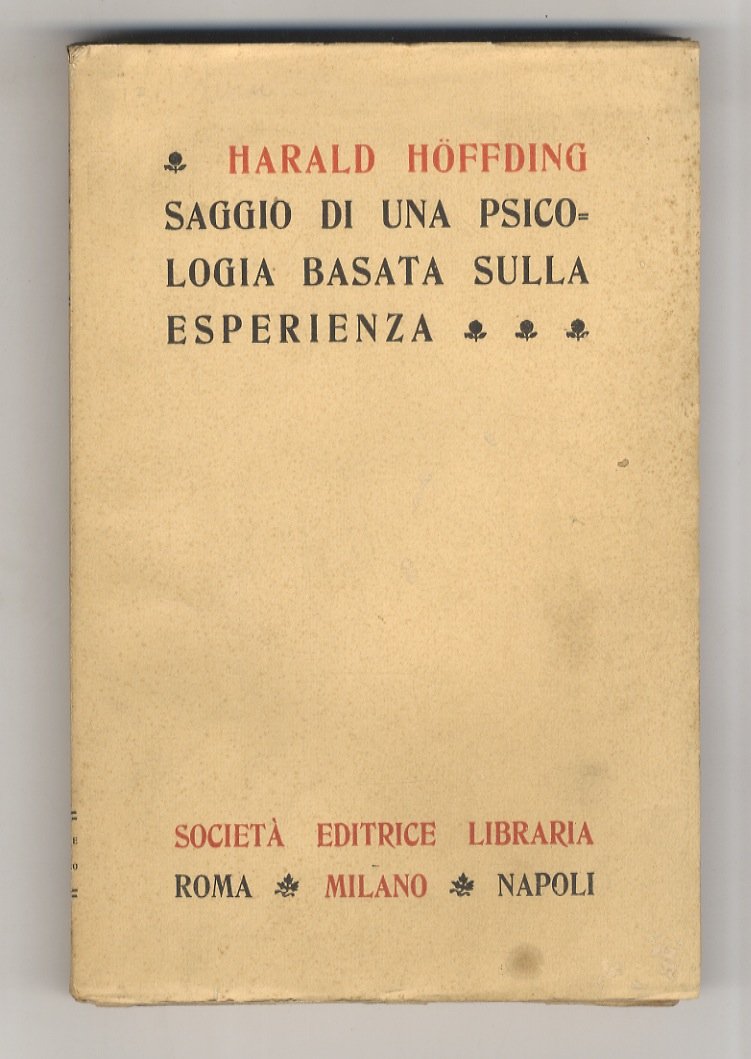 HARALD HÖFFDING
SAGGIO DI UNA PSICO=
LOGIA BASATA SULLA
ESPERIENZA
SOCIETÀ EDITRICE LIBRARIA
ROMA MILANO NAPOLI